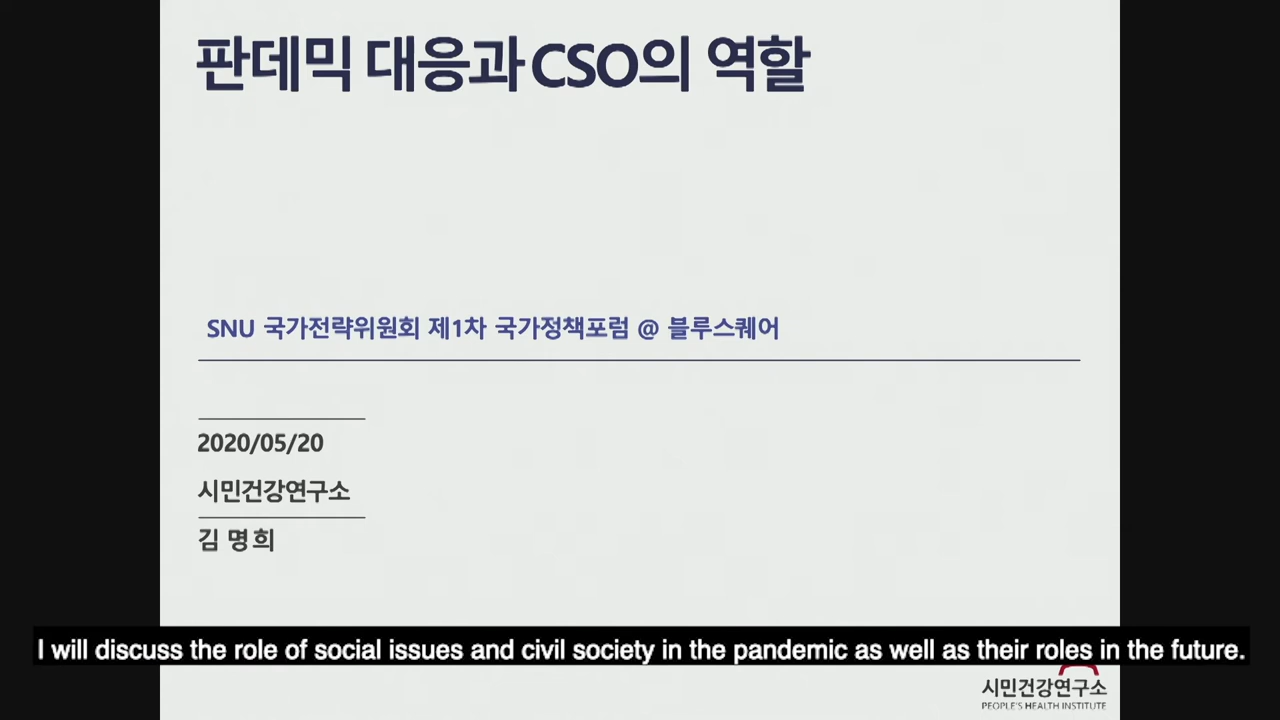 판데믹 대응과 CSO의 역할
SNU 국가전략위원회 제1차 국가정책포럼 @ 블루스퀘어
2020/05/20
시민건강연구소
김 명희
I will discuss the role of social issues and civil society in the pandemic as well as their roles in the future.
시민건강연구소
PEOPLE'S HEALTH INSTITUTE